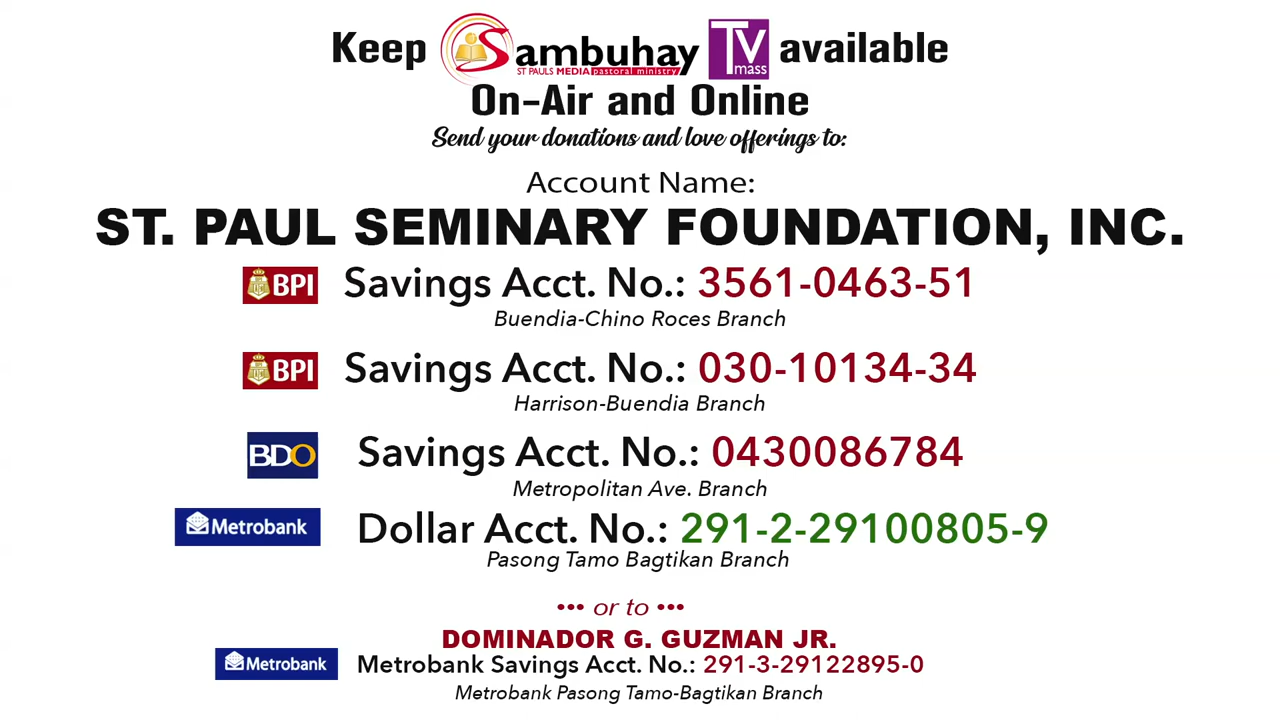 Keep Sambuhay TV mass available
ST PAULS MEDIA pastoral ministry
On-Air and Online
Send your donations and love offerings to:
Account Name:
ST. PAUL SEMINARY FOUNDATION, INC.
BPI Savings Acct. No.: 3561-0463-51
Buendia-Chino Roces Branch
BPI Savings Acct. No.: 030-10134-34
Harrison-Buendia Branch
BDO Savings Acct. No.: 0430086784
Metropolitan Ave. Branch
Metrobank Dollar Acct. No.: 291-2-29100805-9
Pasong Tamo Bagtikan Branch
••• or to •••
DOMINADOR G. GUZMAN JR.
Metrobank Metrobank Savings Acct. No.: 291-3-29122895-0
Metrobank Pasong Tamo-Bagtikan Branch